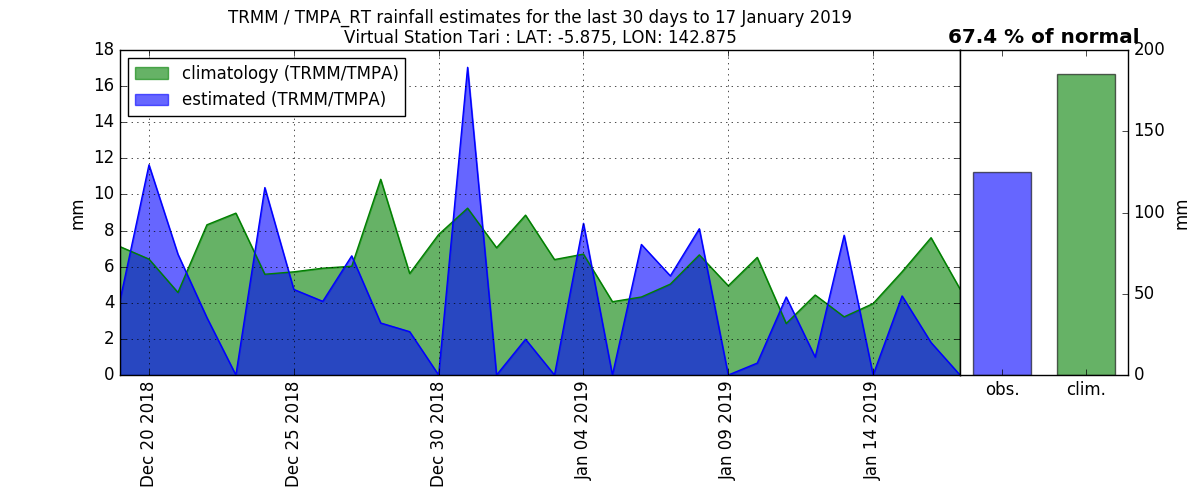 TRMM / TMPA_RT rainfall estimates for the last 30 days to 17 January 2019
Virtual Station Tari : LAT: -5.875, LON: 142.875
67.4 % of normal
climatology (TRMM/TMPA)
estimated (TRMM/TMPA)
mm
18
16
14
12
10
8
6
4
2
0
Dec 20 2018
Dec 25 2018
Dec 30 2018
Jan 04 2019
Jan 09 2019
Jan 14 2019
obs.
clim.
200
150
100
50
0
mm